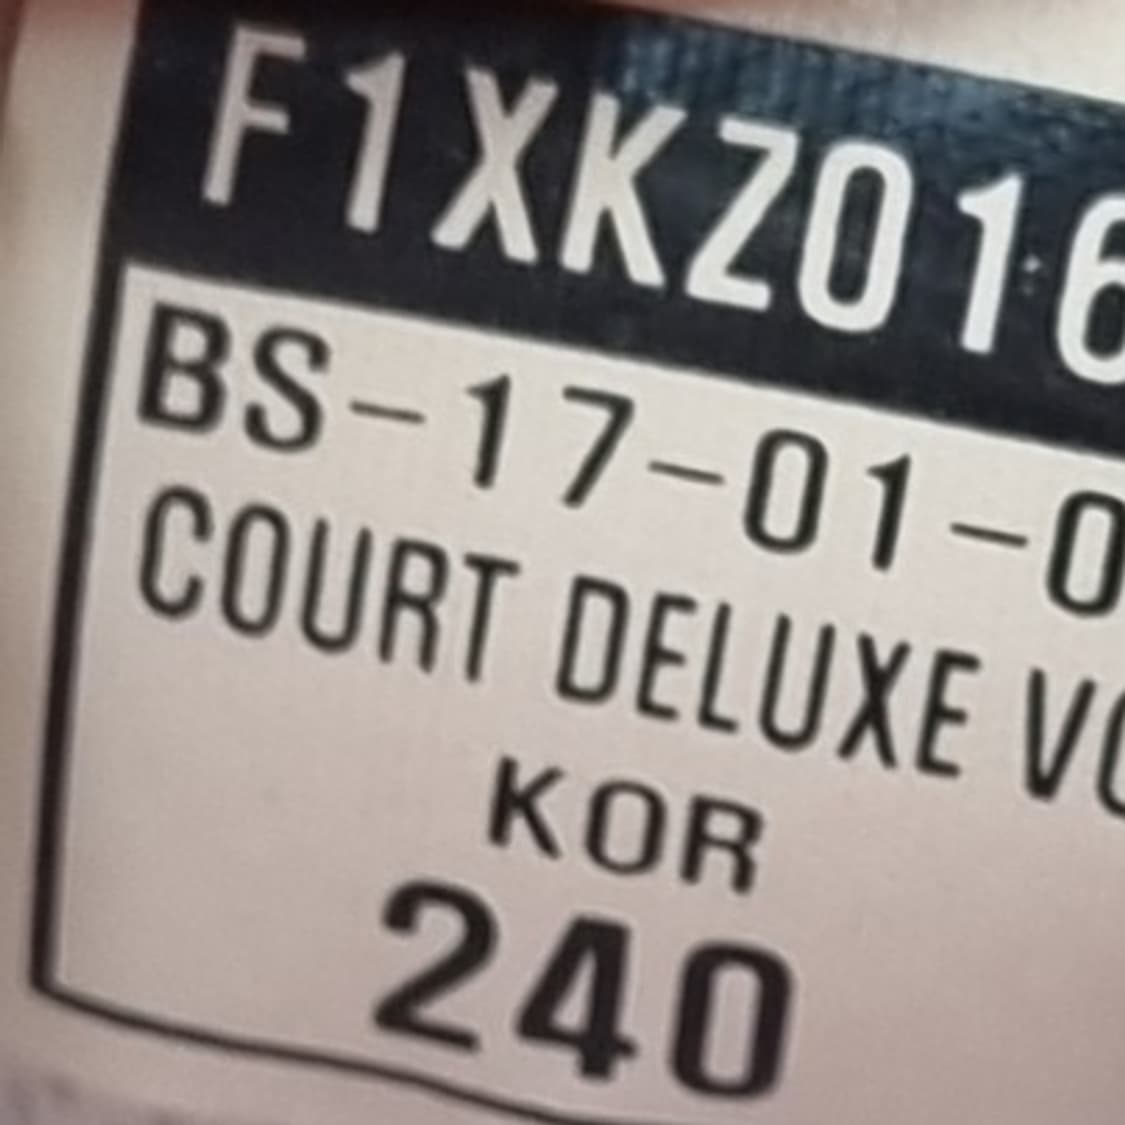 F1XKZ016
BS-17-01-0
COURT DELUXE
KOR
240